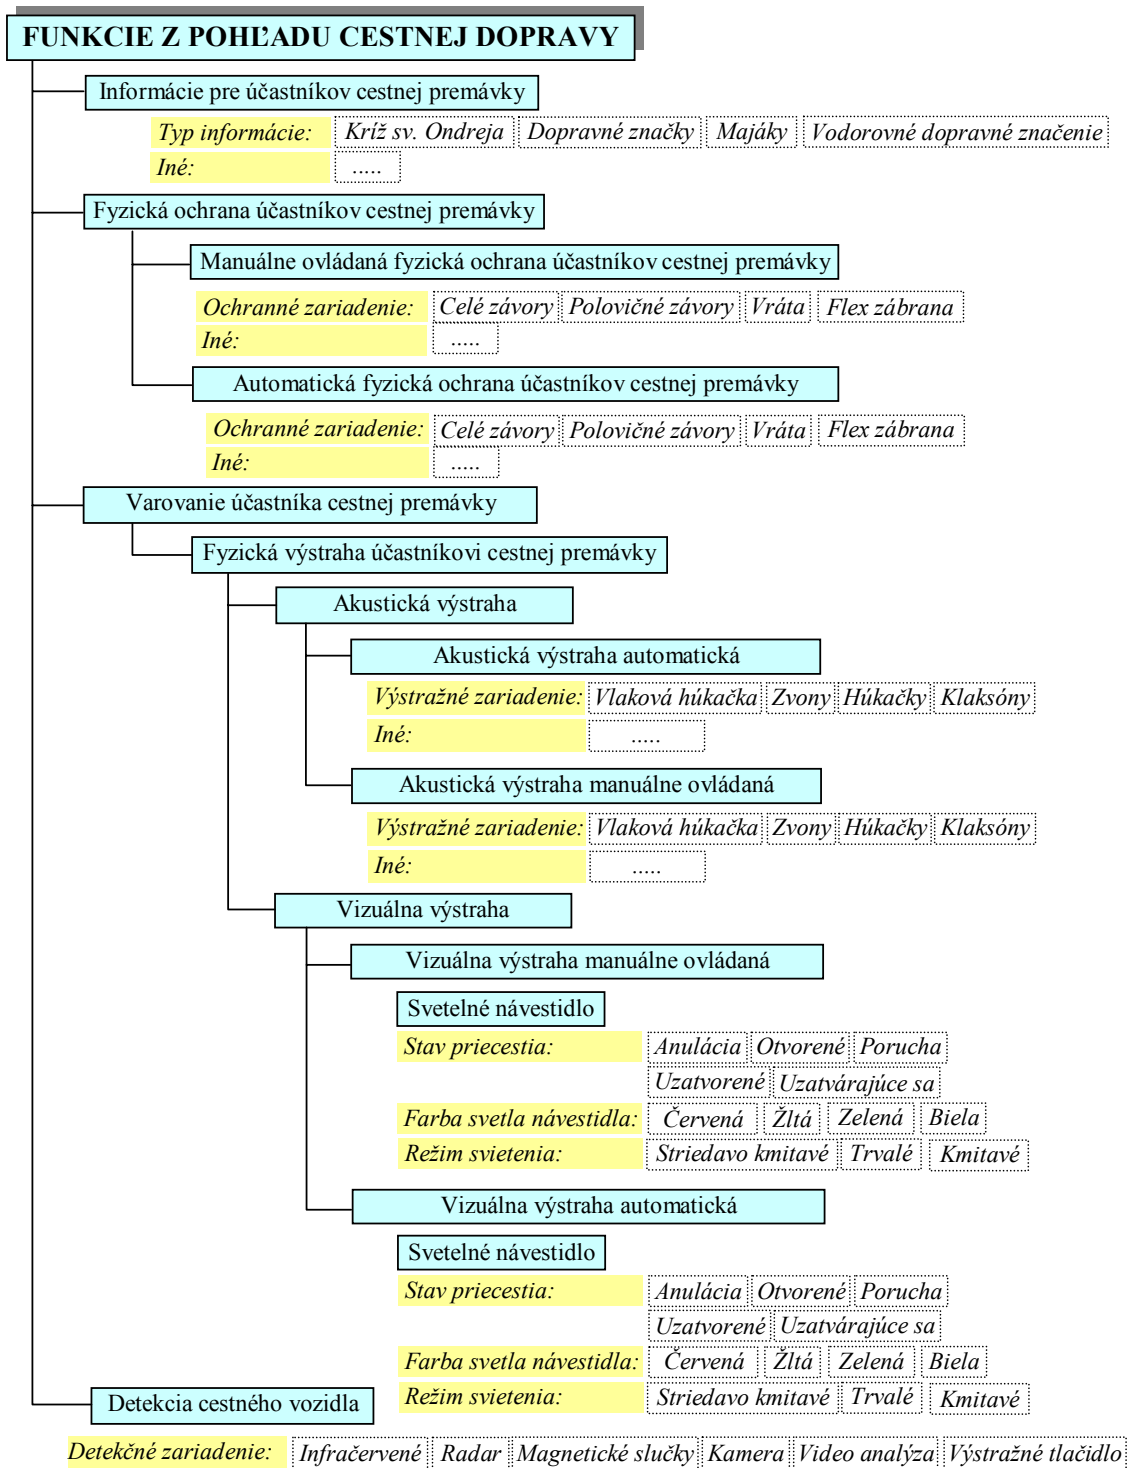 FUNKCIE Z POHĽADU CESTNEJ DOPRAVY
Informácie pre účastníkov cestnej premávky
Typ informácie: Kríž sv. Ondreja Dopravné značky Majáky Vodorovné dopravné značenie
Iné: .....
Fyzická ochrana účastníkov cestnej premávky
Manuálne ovládaná fyzická ochrana účastníkov cestnej premávky
Ochranné zariadenie: Celé závory Polovičné závory Vráta Flex zábrana
Iné: .....
Automatická fyzická ochrana účastníkov cestnej premávky
Ochranné zariadenie: Celé závory Polovičné závory Vráta Flex zábrana
Iné: .....
Varovanie účastníka cestnej premávky
Fyzická výstraha účastníkovi cestnej premávky
Akustická výstraha
Akustická výstraha automatická
Výstražné zariadenie: Vlaková húkačka Zvony Húkačky Klaksóny
Iné: .....
Akustická výstraha manuálne ovládaná
Výstražné zariadenie: Vlaková húkačka Zvony Húkačky Klaksóny
Iné: .....
Vizuálna výstraha
Vizuálna výstraha manuálne ovládaná
Svetelné návestidlo
Stav priecestia: Anulácia Otvorené Porucha
Uzatvorené Uzatvárajúce sa
Farba svetla návestidla: Červená Žltá Zelená Biela
Režim svietenia: Striedavo kmitavé Trvalé Kmitavé
Vizuálna výstraha automatická
Svetelné návestidlo
Stav priecestia: Anulácia Otvorené Porucha
Uzatvorené Uzatvárajúce sa
Farba svetla návestidla: Červená Žltá Zelená Biela
Režim svietenia: Striedavo kmitavé Trvalé Kmitavé
Detekcia cestného vozidla
Detekčné zariadenie: Infračervené Radar Magnetické slučky Kamera Video analýza Výstražné tlačidlo